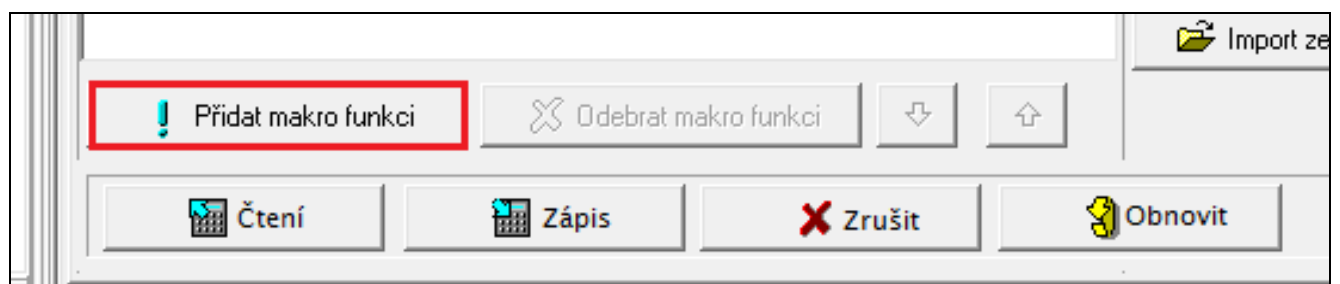 Import ze
Přidat makro funkci
Odebrat makro funkci
Čtení
Zápis
Zrušit
Obnovit